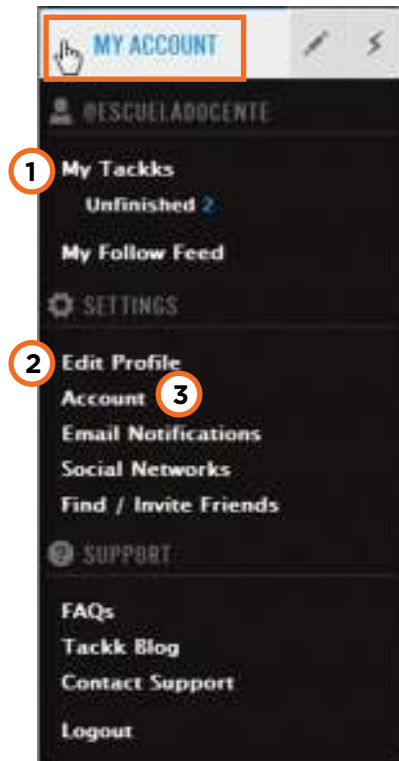 MY ACCOUNT
@ESCUELADOCENTE
1 My Tackks
Unfinished 2
My Follow Feed
SETTINGS
2 Edit Profile
Account 3
Email Notifications
Social Networks
Find / Invite Friends
? SUPPORT
FAQs
Tackk Blog
Contact Support
Logout